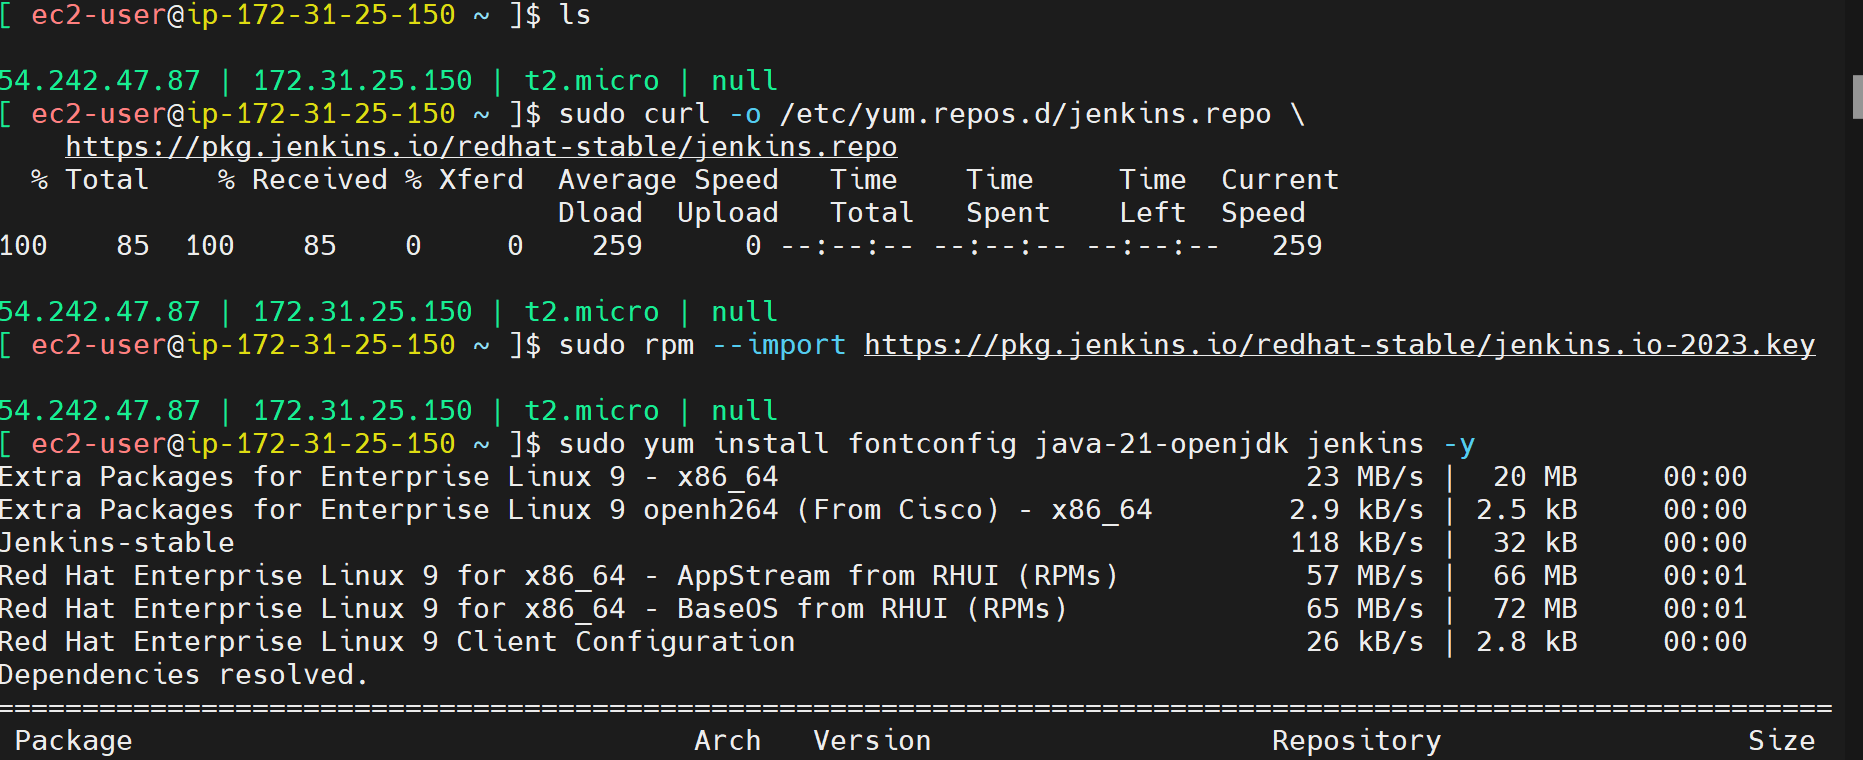 [ ec2-user@ip-172-31-25-150 ~ ]$ ls
54.242.47.87 | 172.31.25.150 | t2.micro | null
[ ec2-user@ip-172-31-25-150 ~ ]$ sudo curl -o /etc/yum.repos.d/jenkins.repo \
    https://pkg.jenkins.io/redhat-stable/jenkins.repo
  % Total    % Received % Xferd  Average Speed   Time    Time     Time  Current
                                 Dload  Upload   Total   Spent    Left  Speed
100    85  100    85    0     0    259      0 --:--:-- --:--:-- --:--:--   259
54.242.47.87 | 172.31.25.150 | t2.micro | null
[ ec2-user@ip-172-31-25-150 ~ ]$ sudo rpm --import https://pkg.jenkins.io/redhat-stable/jenkins.io-2023.key
54.242.47.87 | 172.31.25.150 | t2.micro | null
[ ec2-user@ip-172-31-25-150 ~ ]$ sudo yum install fontconfig java-21-openjdk jenkins -y
Extra Packages for Enterprise Linux 9 - x86_64                               23 MB/s |  20 MB     00:00
Extra Packages for Enterprise Linux 9 openh264 (From Cisco) - x86_64        2.9 kB/s | 2.5 kB     00:00
Jenkins-stable                                                              118 kB/s |  32 kB     00:00
Red Hat Enterprise Linux 9 for x86_64 - AppStream from RHUI (RPMs)           57 MB/s |  66 MB     00:01
Red Hat Enterprise Linux 9 for x86_64 - BaseOS from RHUI (RPMs)              65 MB/s |  72 MB     00:01
Red Hat Enterprise Linux 9 Client Configuration                              26 kB/s | 2.8 kB     00:00
Dependencies resolved.
============================================================================================================
 Package                                 Arch   Version                    Repository                  Size